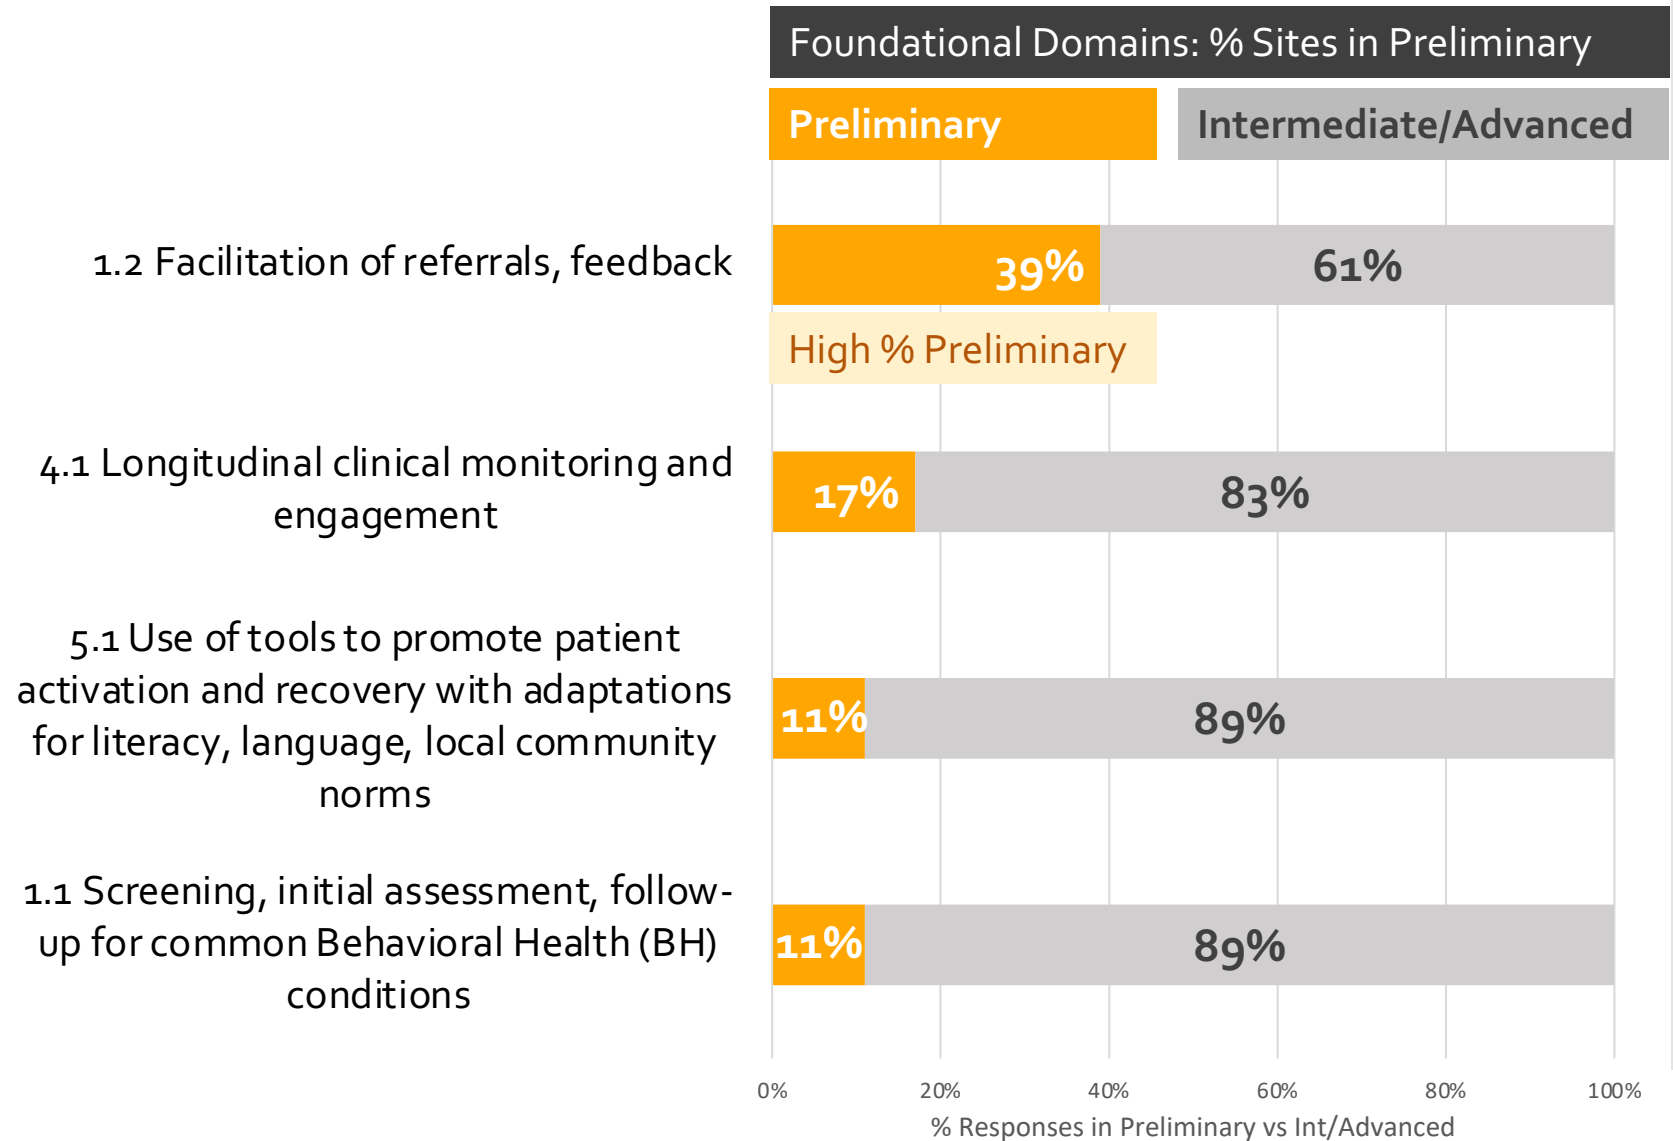 Foundational Domains: % Sites in Preliminary
Preliminary
Intermediate/Advanced
1.2 Facilitation of referrals, feedback
39%
61%
High % Preliminary
4.1 Longitudinal clinical monitoring and
engagement
17%
83%
5.1 Use of tools to promote patient
activation and recovery with adaptations
for literacy, language, local community
norms
11%
89%
1.1 Screening, initial assessment, follow-
up for common Behavioral Health (BH)
conditions
11%
89%
0%
20%
40%
60%
80%
100%
% Responses in Preliminary vs Int/Advanced